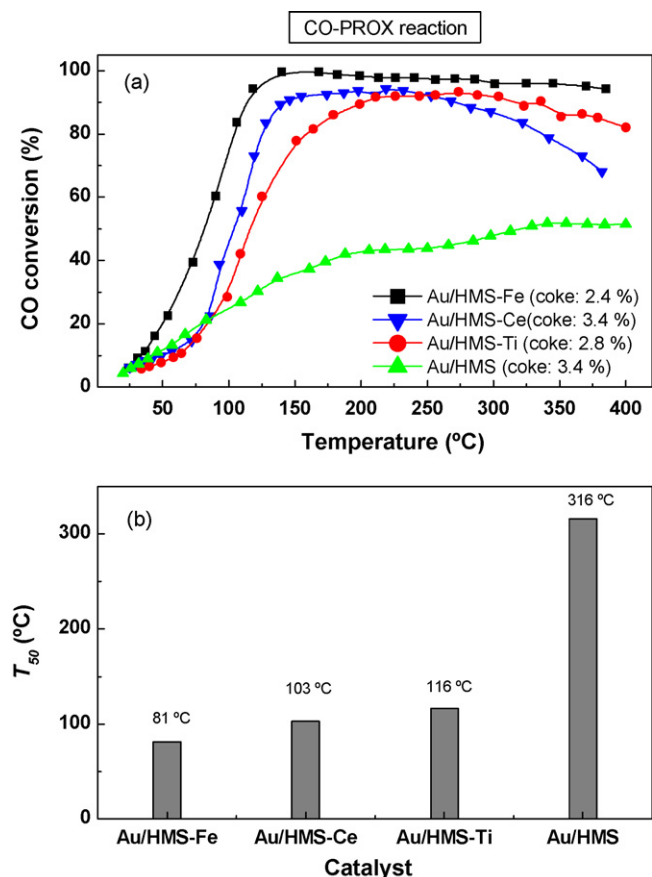 CO-PROX reaction
(a)
100
80
60
40
20
0
CO conversion (%)
Au/HMS-Fe (coke: 2.4 %)
Au/HMS-Ce(coke: 3.4 %)
Au/HMS-Ti (coke: 2.8 %)
Au/HMS (coke: 3.4 %)
50 100 150 200 250 300 350 400
Temperature (ºC)
(b)
300
200
100
0
T50 (ºC)
81 ºC
103 ºC
116 ºC
316 ºC
Au/HMS-Fe Au/HMS-Ce Au/HMS-Ti Au/HMS
Catalyst